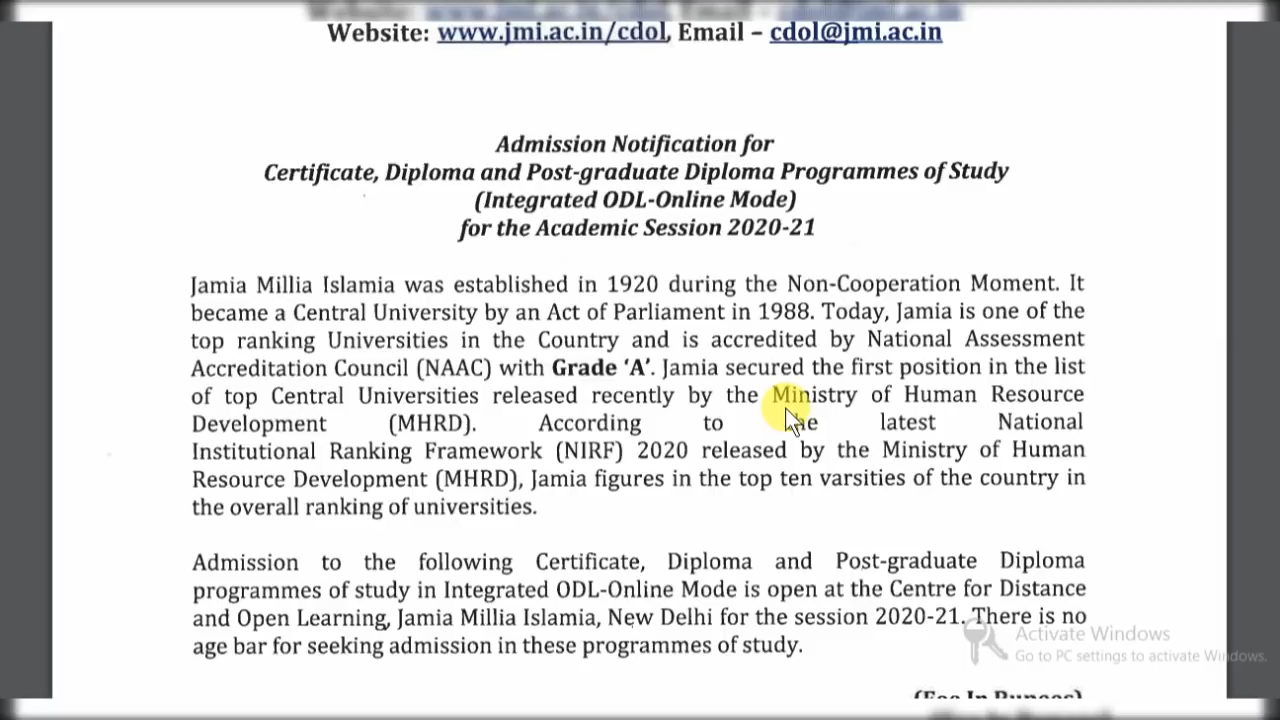 Website: www.jmi.ac.in/cdol, Email – cdol@jmi.ac.in
Admission Notification for
Certificate, Diploma and Post-graduate Diploma Programmes of Study
(Integrated ODL-Online Mode)
for the Academic Session 2020-21
Jamia Millia Islamia was established in 1920 during the Non-Cooperation Moment. It
became a Central University by an Act of Parliament in 1988. Today, Jamia is one of the
top ranking Universities in the Country and is accredited by National Assessment
Accreditation Council (NAAC) with Grade ‘A’. Jamia secured the first position in the list
of top Central Universities released recently by the Ministry of Human Resource
Development (MHRD). According to the latest National
Institutional Ranking Framework (NIRF) 2020 released by the Ministry of Human
Resource Development (MHRD), Jamia figures in the top ten varsities of the country in
the overall ranking of universities.
Admission to the following Certificate, Diploma and Post-graduate Diploma
programmes of study in Integrated ODL-Online Mode is open at the Centre for Distance
and Open Learning, Jamia Millia Islamia, New Delhi for the session 2020-21. There is no
age bar for seeking admission in these programmes of study.
Activate Windows
Go to PC settings to activate Windows.
(Fee In Rupees)